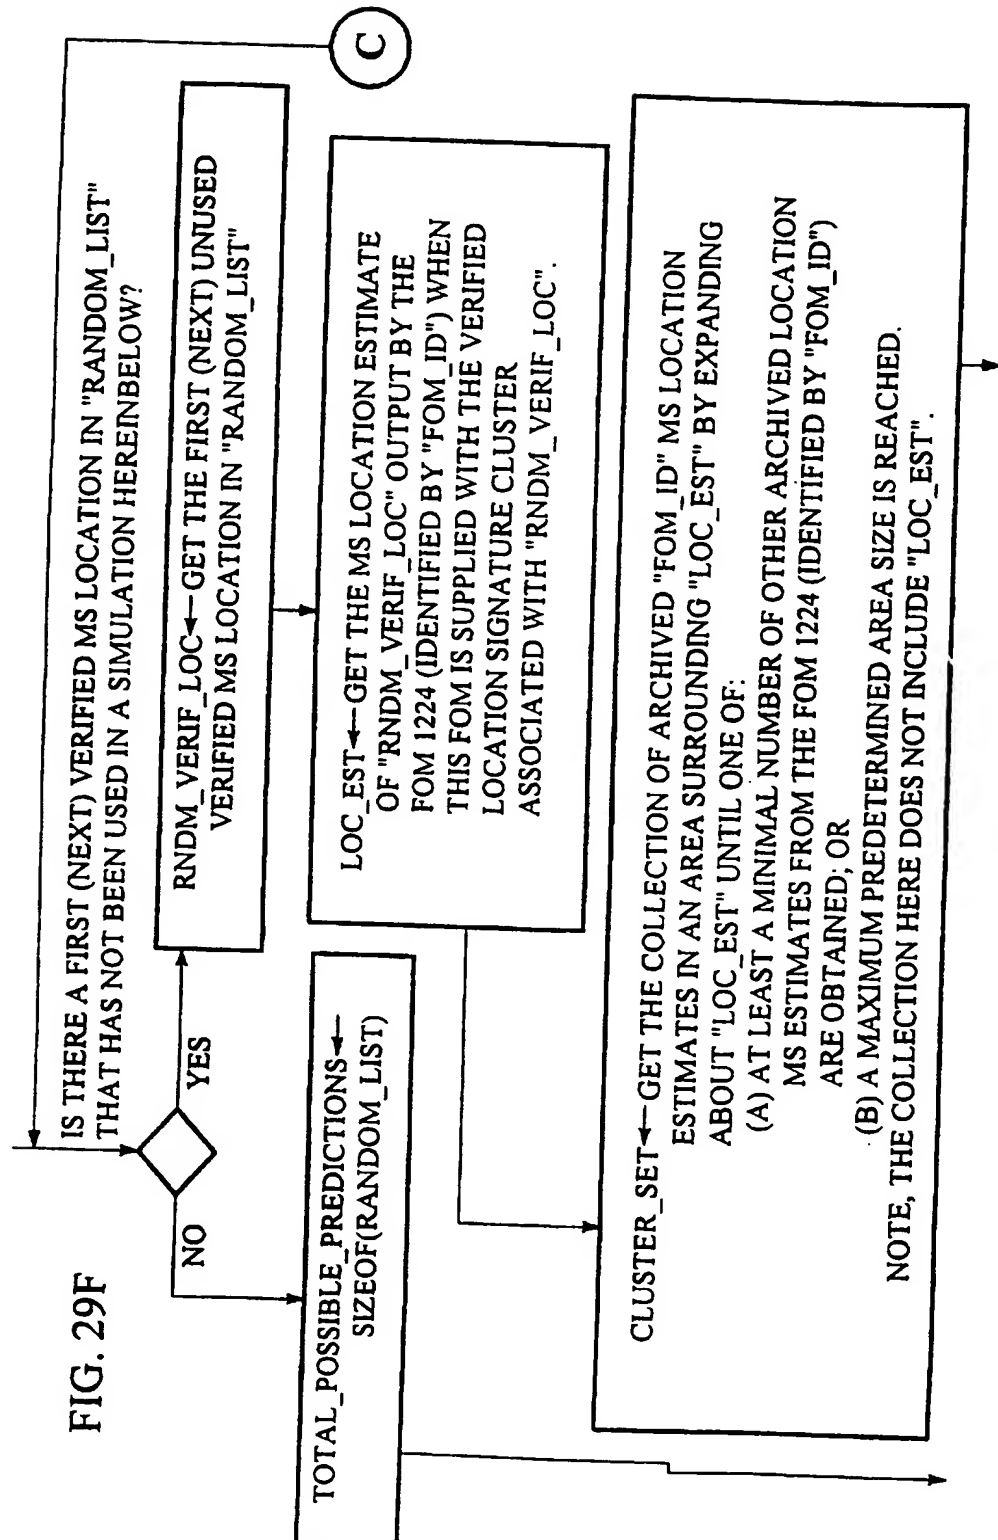 FIG. 29F
IS THERE A FIRST (NEXT) VERIFIED MS LOCATION IN "RANDOM_LIST"
THAT HAS NOT BEEN USED IN A SIMULATION HEREINBELOW?
C
NO
YES
RNDM_VERIF_LOC←GET THE FIRST (NEXT) UNUSED
VERIFIED MS LOCATION IN "RANDOM_LIST"
TOTAL_POSSIBLE_PREDICTIONS←
SIZEOF(RANDOM_LIST)
LOC_EST←GET THE MS LOCATION ESTIMATE
OF "RNDM_VERIF_LOC" OUTPUT BY THE
FOM 1224 (IDENTIFIED BY "FOM_ID") WHEN
THIS FOM IS SUPPLIED WITH THE VERIFIED
LOCATION SIGNATURE CLUSTER
ASSOCIATED WITH "RNDM_VERIF_LOC".
CLUSTER_SET←GET THE COLLECTION OF ARCHIVED "FOM_ID" MS LOCATION
ESTIMATES IN AN AREA SURROUNDING "LOC_EST" BY EXPANDING
ABOUT "LOC_EST" UNTIL ONE OF:
(A) AT LEAST A MINIMAL NUMBER OF OTHER ARCHIVED LOCATION
MS ESTIMATES FROM THE FOM 1224 (IDENTIFIED BY "FOM_ID")
ARE OBTAINED; OR
(B) A MAXIMUM PREDETERMINED AREA SIZE IS REACHED.
NOTE, THE COLLECTION HERE DOES NOT INCLUDE "LOC_EST".